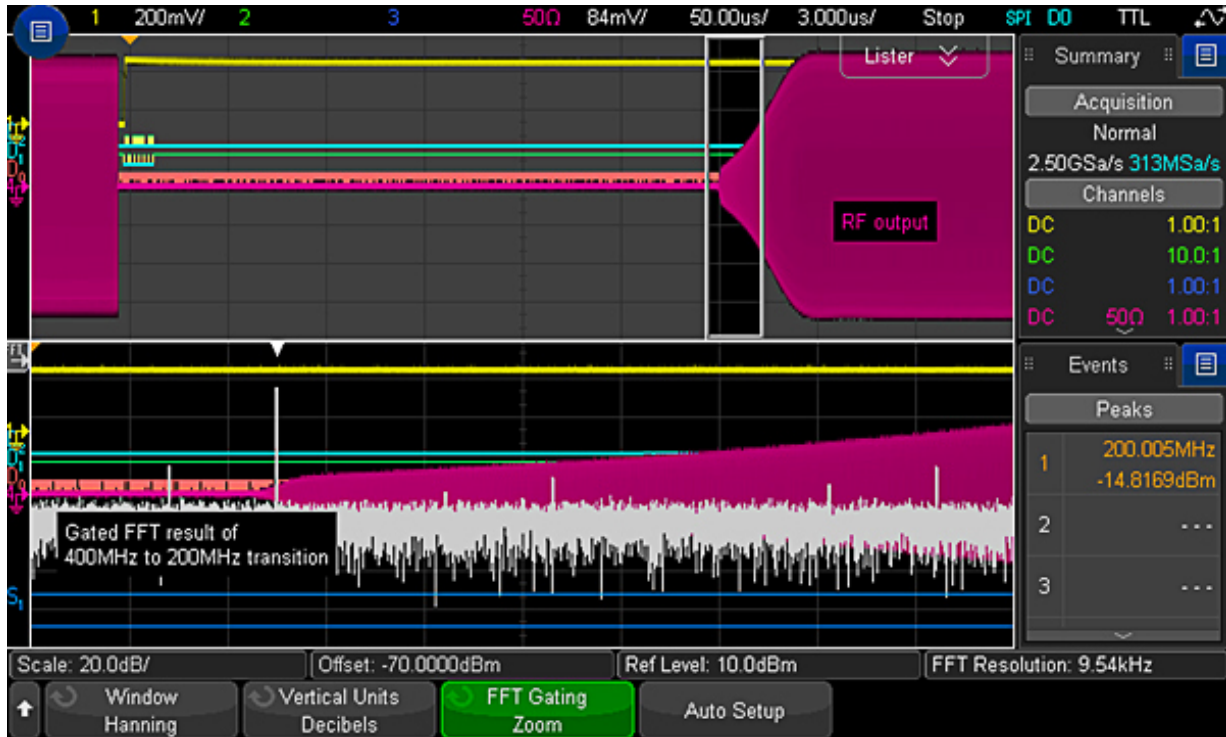 1 200mV/ 2 3 50Ω 84mV/ 50.00us/ 3.000us/ Stop SPI D0 TTL
Lister
Summary
Acquisition
Normal
2.50GSa/s 313MSa/s
Channels
DC 1.00:1
DC 10.0:1
DC 1.00:1
DC 50Ω 1.00:1
RF output
Events
Peaks
1 200.005MHz
-14.8169dBm
2 ---
3 ---
Gated FFT result of
400MHz to 200MHz transition
S1
Scale: 20.0dB/ Offset: -70.0000dBm Ref Level: 10.0dBm FFT Resolution: 9.54kHz
Window
Hanning
Vertical Units
Decibels
FFT Gating
Zoom
Auto Setup